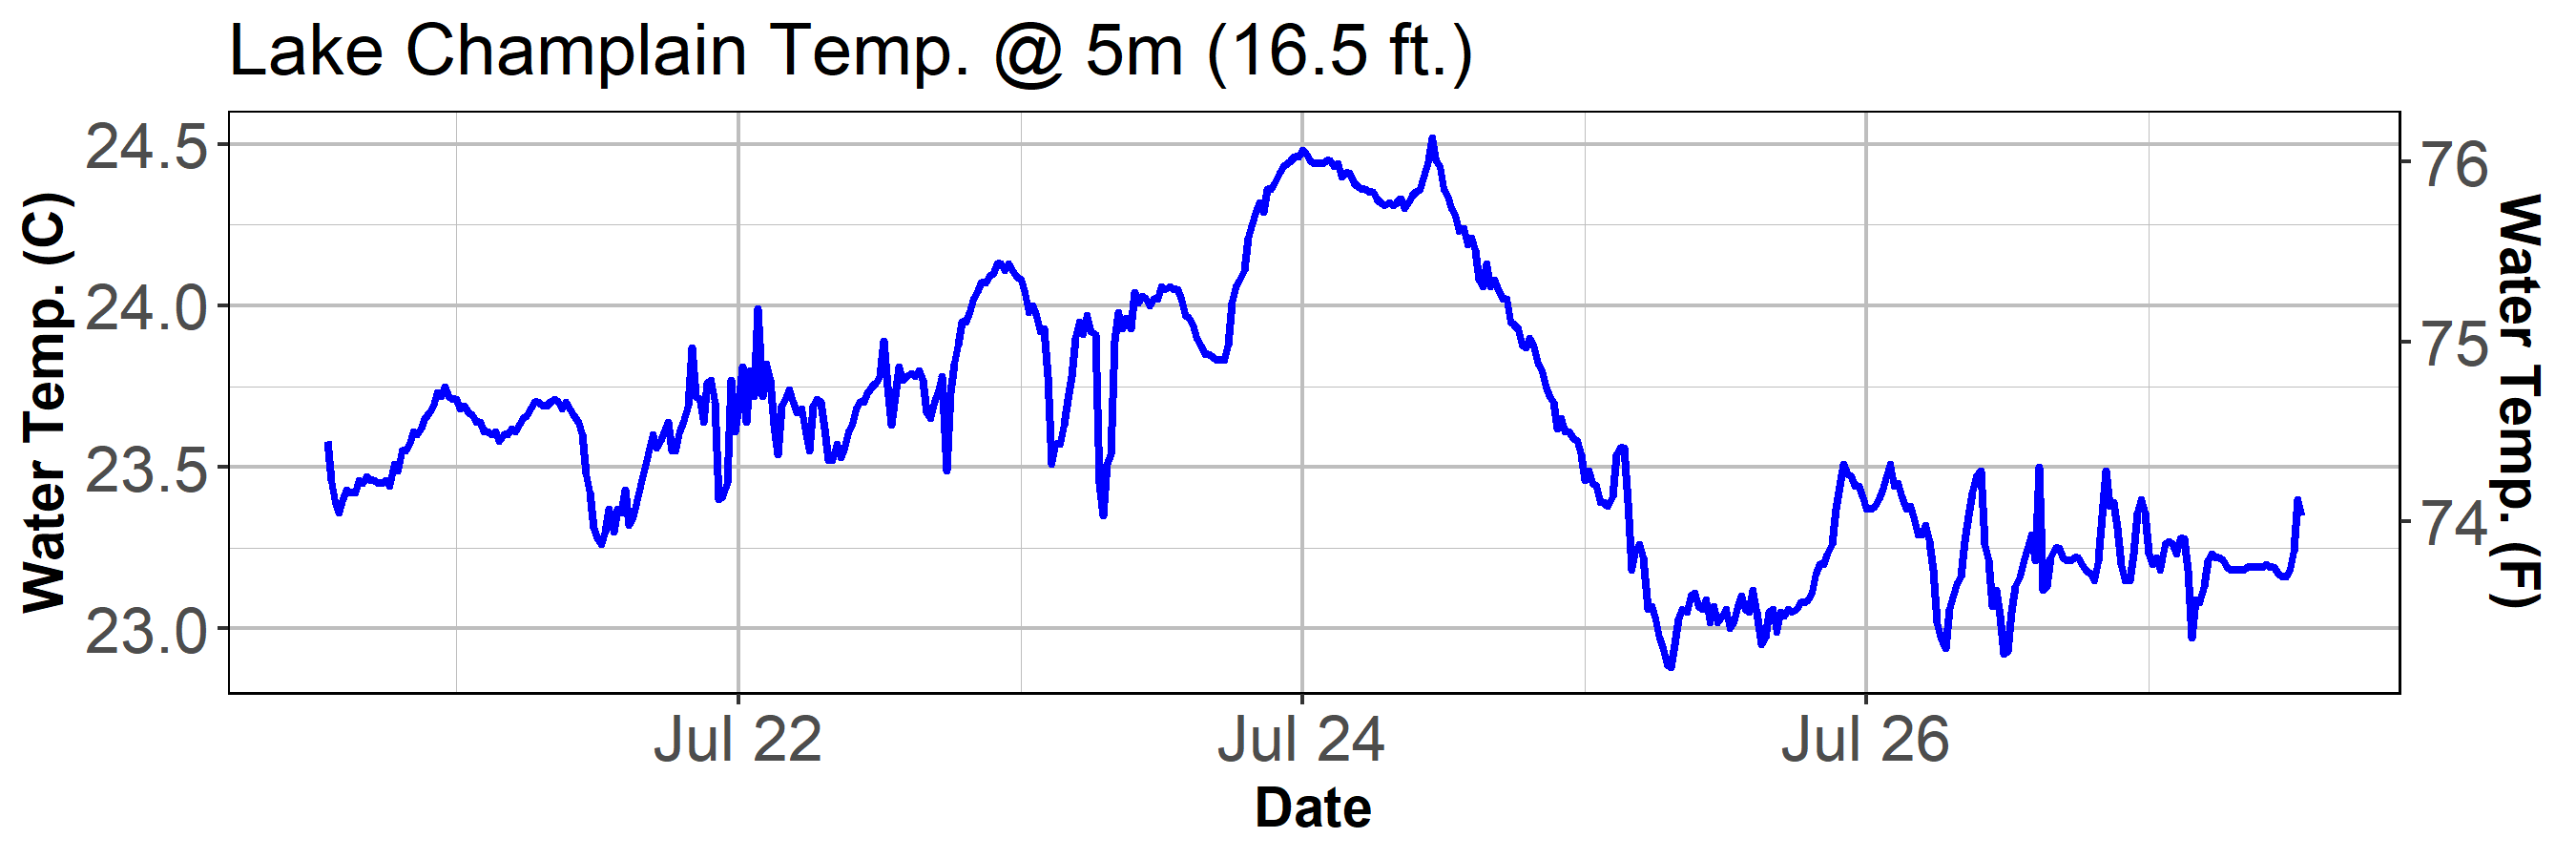 Lake Champlain Temp. @ 5m (16.5 ft.)
Water Temp. (C)
24.5
24.0
23.5
23.0
76
75
74
Water Temp. (F)
Jul 22
Jul 24
Jul 26
Date